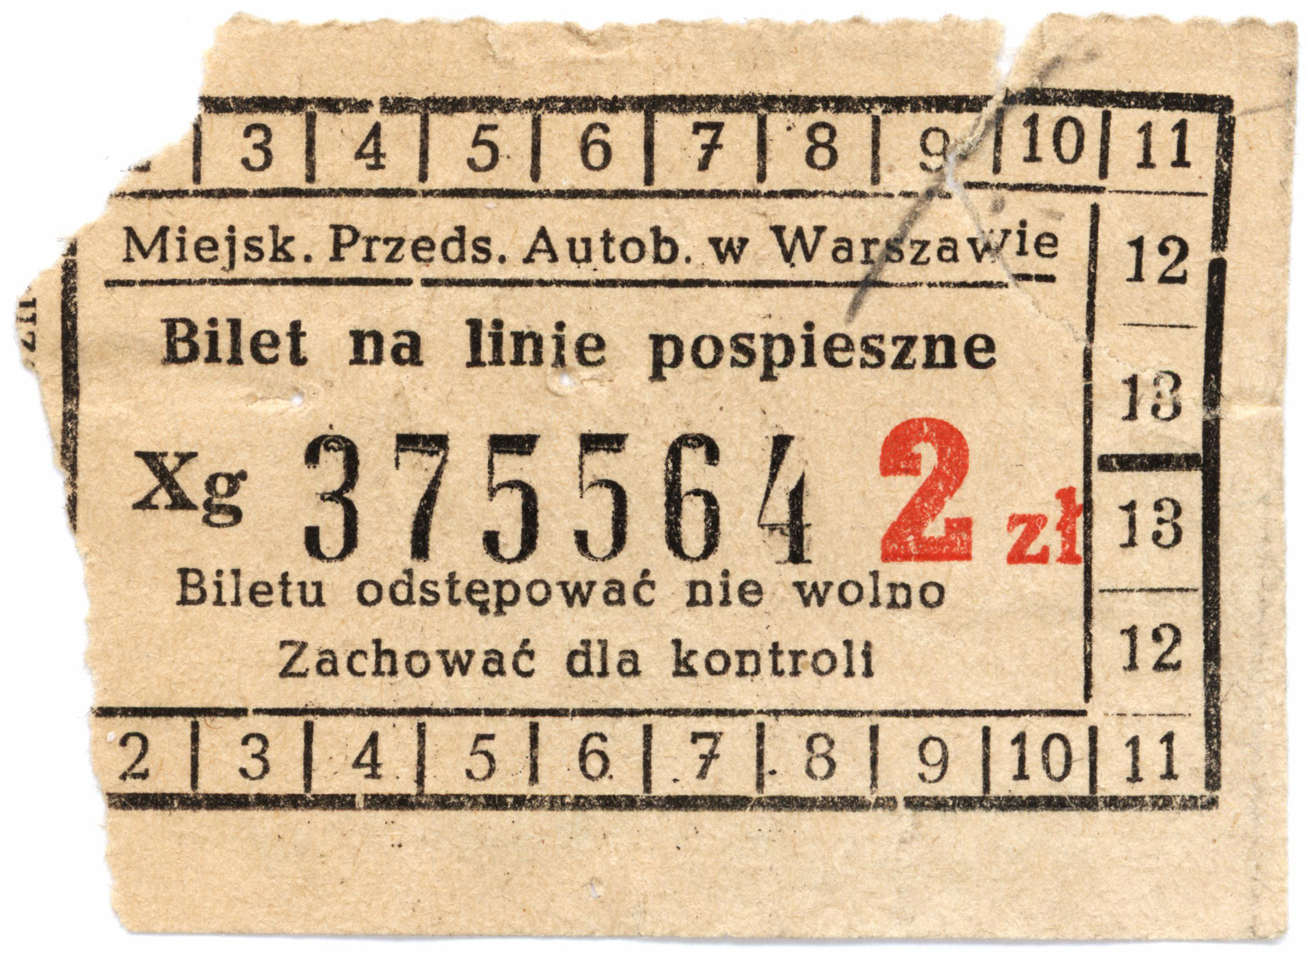 3 4 5 6 7 8 9 10 11
Miejsk. Przeds. Autob. w Warszawie
12
Bilet na linie pospieszne
13
Xg 375564 2 zł
13
Biletu odstępować nie wolno
12
Zachować dla kontroli
2 3 4 5 6 7 8 9 10 11